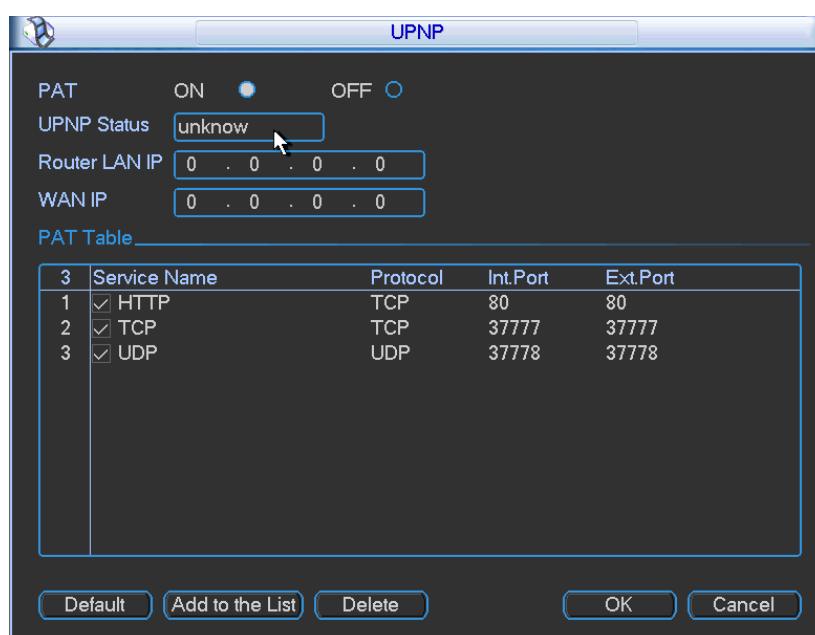 UPNP
PAT ON OFF
UPNP Status unknow
Router LAN IP 0 . 0 . 0 . 0
WAN IP 0 . 0 . 0 . 0
PAT Table
3 Service Name Protocol Int.Port Ext.Port
1 HTTP TCP 80 80
2 TCP TCP 37777 37777
3 UDP UDP 37778 37778
Default Add to the List Delete OK Cancel